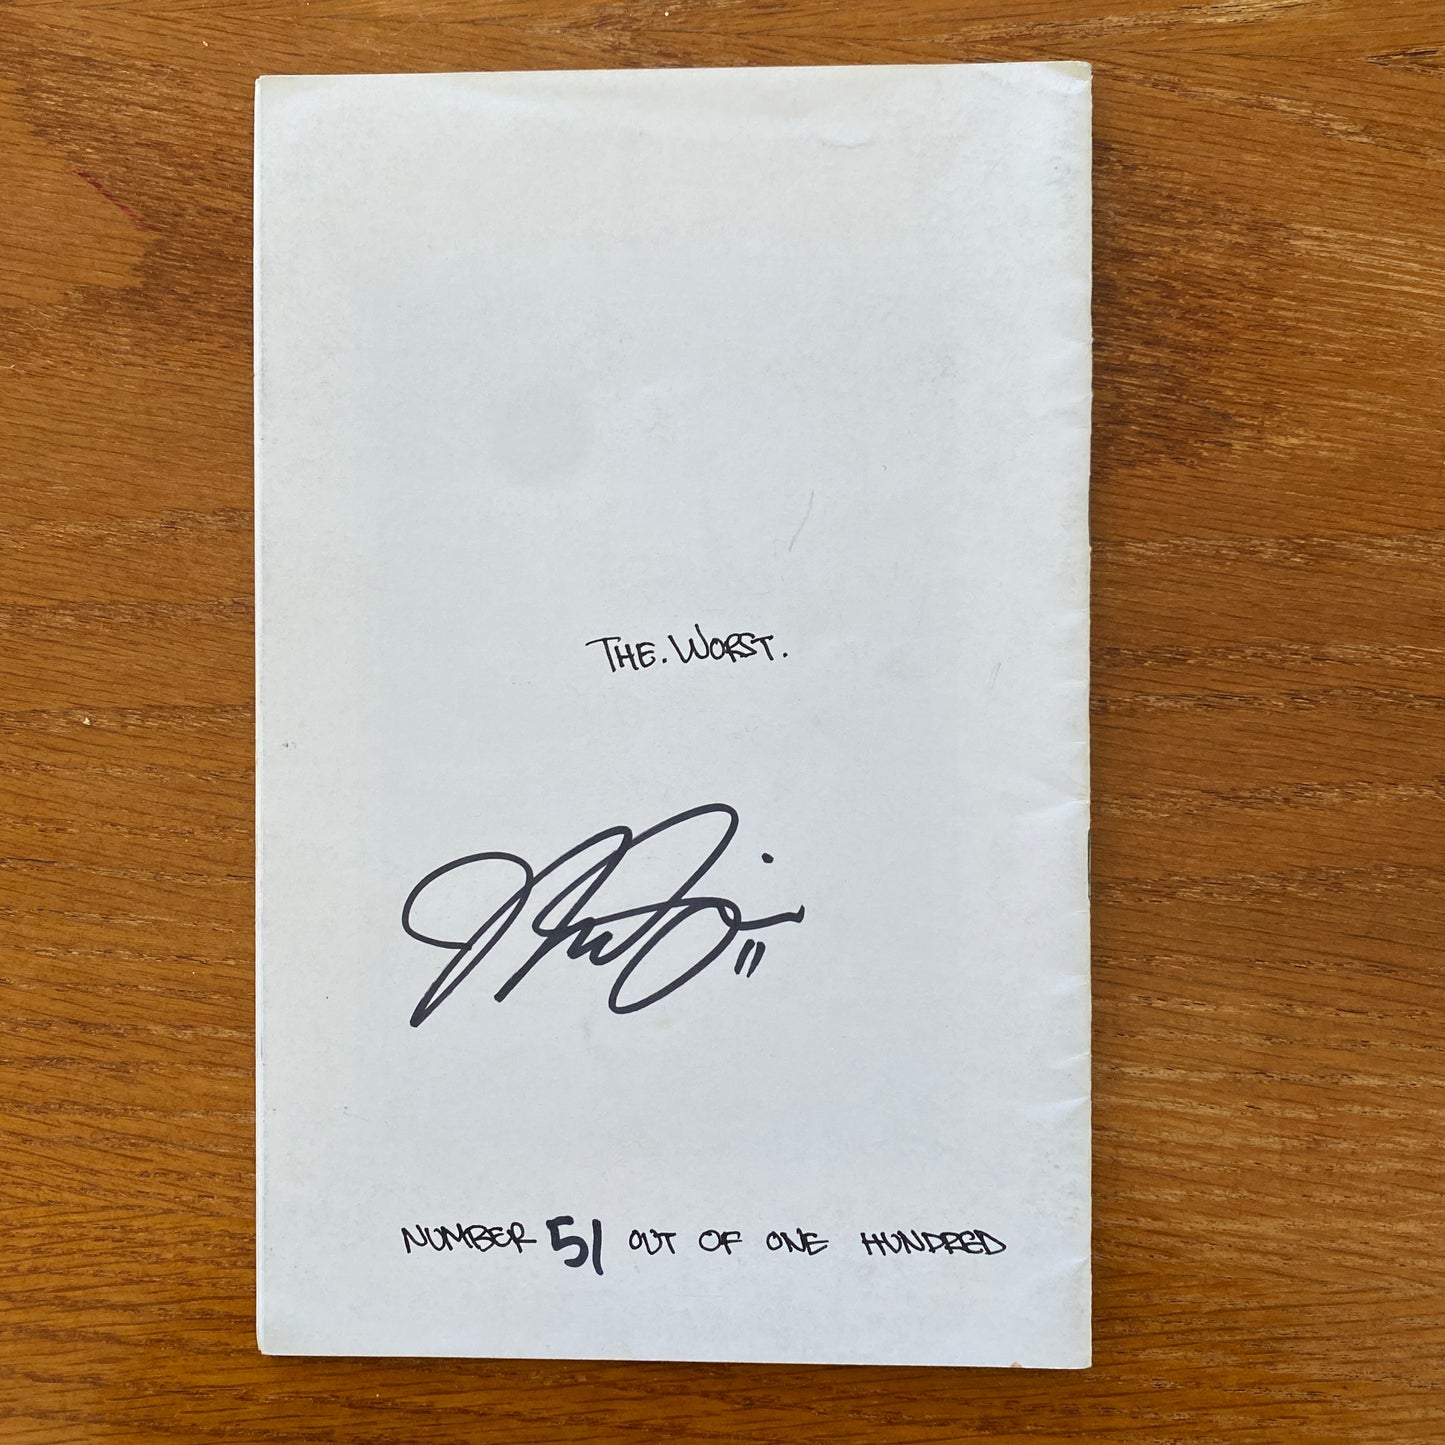 THE. WORST.
NUMBER 51 OUT OF ONE HUNDRED